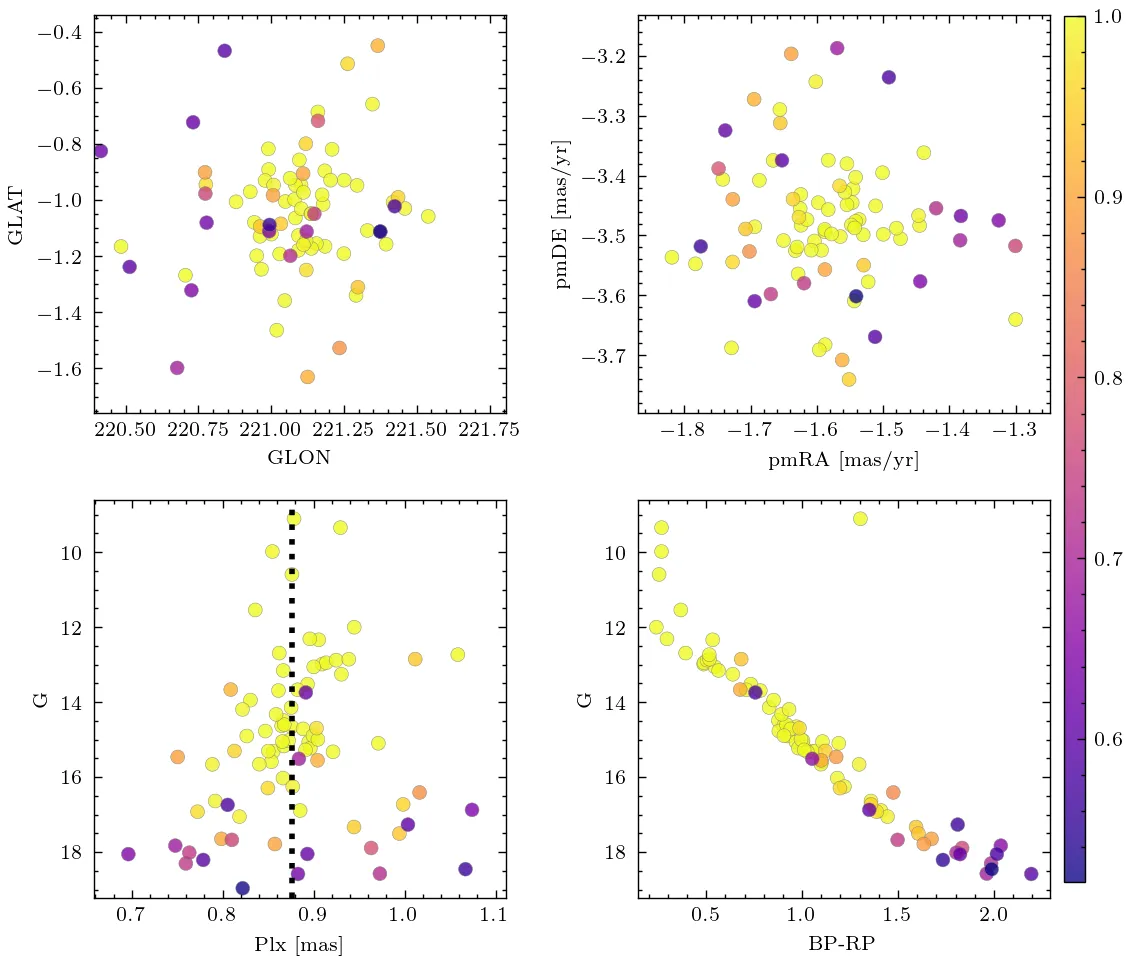 −0.4
−0.6
−0.8
−1.0
−1.2
−1.4
−1.6
GLAT
220.50 220.75 221.00 221.25 221.50 221.75
GLON
−3.2
−3.3
−3.4
−3.5
−3.6
−3.7
pmDE [mas/yr]
−1.8 −1.7 −1.6 −1.5 −1.4 −1.3
pmRA [mas/yr]
1.0
0.9
0.8
0.7
0.6
10
12
14
16
18
G
0.7 0.8 0.9 1.0 1.1
Plx [mas]
10
12
14
16
18
G
0.5 1.0 1.5 2.0
BP-RP